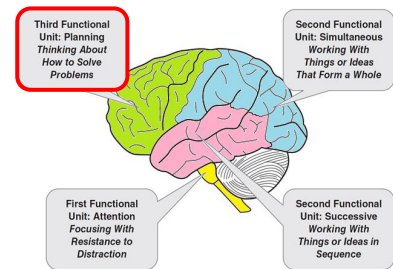 Third Functional
Unit: Planning
Thinking About
How to Solve
Problems
Second Functional
Unit: Simultaneous
Working With
Things or Ideas
That Form a Whole
First Functional
Unit: Attention
Focusing With
Resistance to
Distraction
Second Functional
Unit: Successive
Working With
Things or Ideas in
Sequence